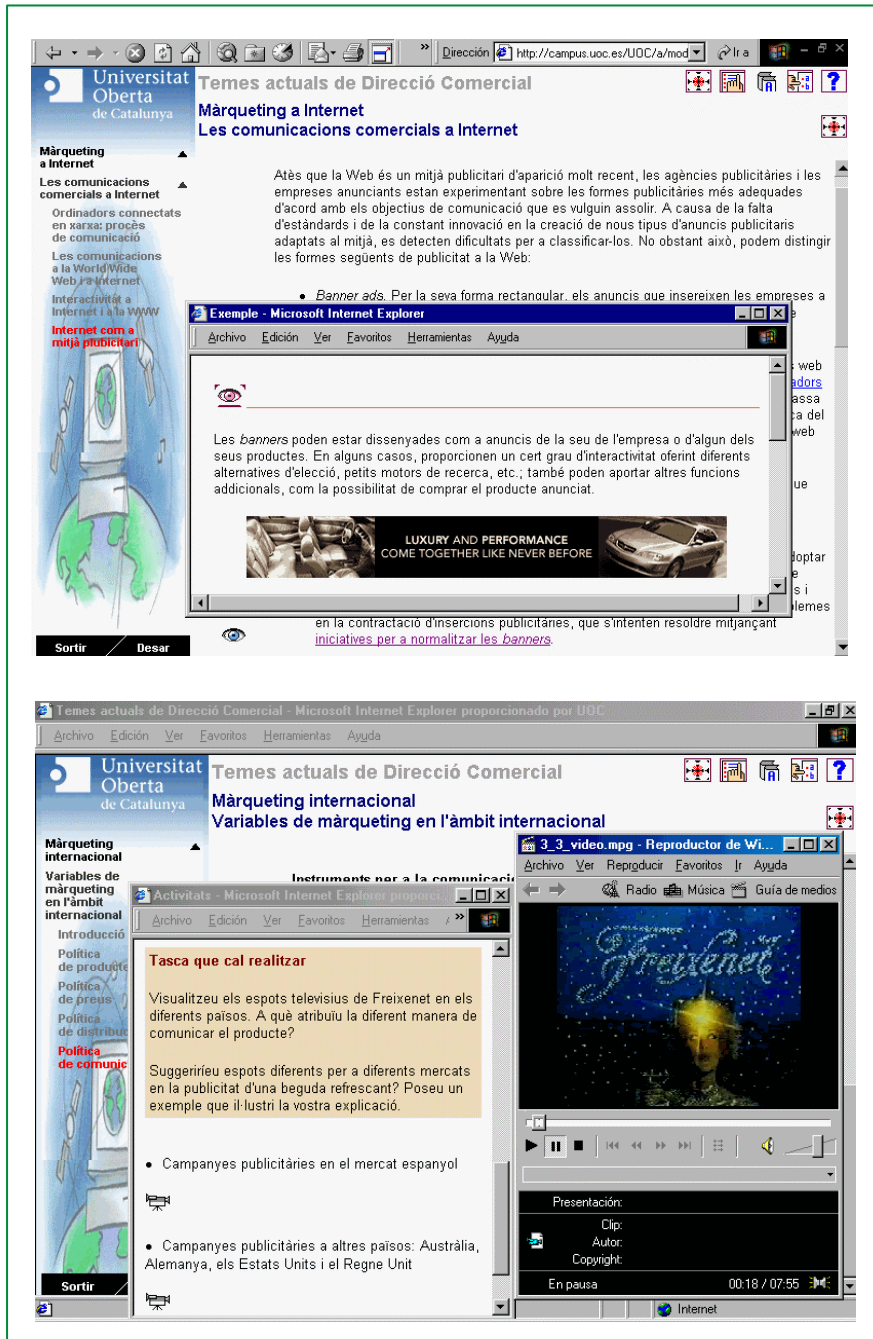 » Dirección http://campus.uoc.es/UOC/a/mod Ir a
Universitat
Oberta
de Catalunya
Temes actuals de Direcció Comercial
Màrqueting a Internet
Les comunicacions comercials a Internet
Màrqueting
a Internet
Les comunicacions
comercials a Internet
Ordinadors connectats
en xarxa: procès
de comunicació
Les comunicacions
a la World Wide
Web i a Internet
Interactivitat a
Internet i a la WWW
Internet com a
mitjà plubicitari
Sortir / Desar
Atès que la Web és un mitjà publicitari d'aparició molt recent, les agències publicitàries i les
empreses anunciants estan experimentant sobre les formes publicitàries més adequades
d'acord amb els objectius de comunicació que es vulguin assolir. A causa de la falta
d'estàndards i de la constant innovació en la creació de nous tipus d'anuncis publicitaris
adaptats al mitjà, es detecten dificultats per a classificar-los. No obstant això, podem distingir
les formes següents de publicitat a la Web:
• Banner ads. Per la seva forma rectangular, els anuncis que insereixen les empreses a
Exemple - Microsoft Internet Explorer
Archivo Edición Ver Favoritos Herramientas Ayuda
web
adors
assa
ca del
web
Les banners poden estar dissenyades com a anuncis de la seu de l'empresa o d'algun dels
seus productes. En alguns casos, proporcionen un cert grau d'interactivitat oferint diferents
alternatives d'elecció, petits motors de recerca, etc.; també poden aportar altres funcions
addicionals, com la possibilitat de comprar el producte anunciat.
ue
LUXURY AND PERFORMANCE
COME TOGETHER LIKE NEVER BEFORE
doptar
e
s i
lemes
en la contractació d'insercions publicitàries, que s'intenten resoldre mitjançant
iniciatives per a normalitzar les banners.
Temes actuals de Direcció Comercial - Microsoft Internet Explorer proporcionado por UOC
Archivo Edición Ver Favoritos Herramientas Ayuda
Universitat
Oberta
de Catalunya
Temes actuals de Direcció Comercial
Màrqueting internacional
Variables de màrqueting en l'àmbit internacional
Màrqueting
internacional
Variables de
màrqueting
en l'àmbit
internacional
Introducció
Política
de producte
Política
de preus
Política
de distribuc
Política
de comunic
Sortir /
Instruments per a la comunicaci
Activitats - Microsoft Internet Explorer proporci
Archivo Edición Ver Favoritos Herramientas »
Tasca que cal realitzar
Visualitzeu els espots televisius de Freixenet en els
diferents països. A què atribuïu la diferent manera de
comunicar el producte?
Suggeriríeu espots diferents per a diferents mercats
en la publicitat d'una beguda refrescant? Poseu un
exemple que il·lustri la vostra explicació.
• Campanyes publicitàries en el mercat espanyol
• Campanyes publicitàries a altres països: Austràlia,
Alemanya, els Estats Units i el Regne Unit
3_3_video.mpg - Reproductor de Wi...
Archivo Ver Reproducir Favoritos Ir Ayuda
Radio Música Guía de medios
Freixenet
Presentación:
Clip:
Autor:
Copyright:
En pausa 00:18 / 07:55
Internet